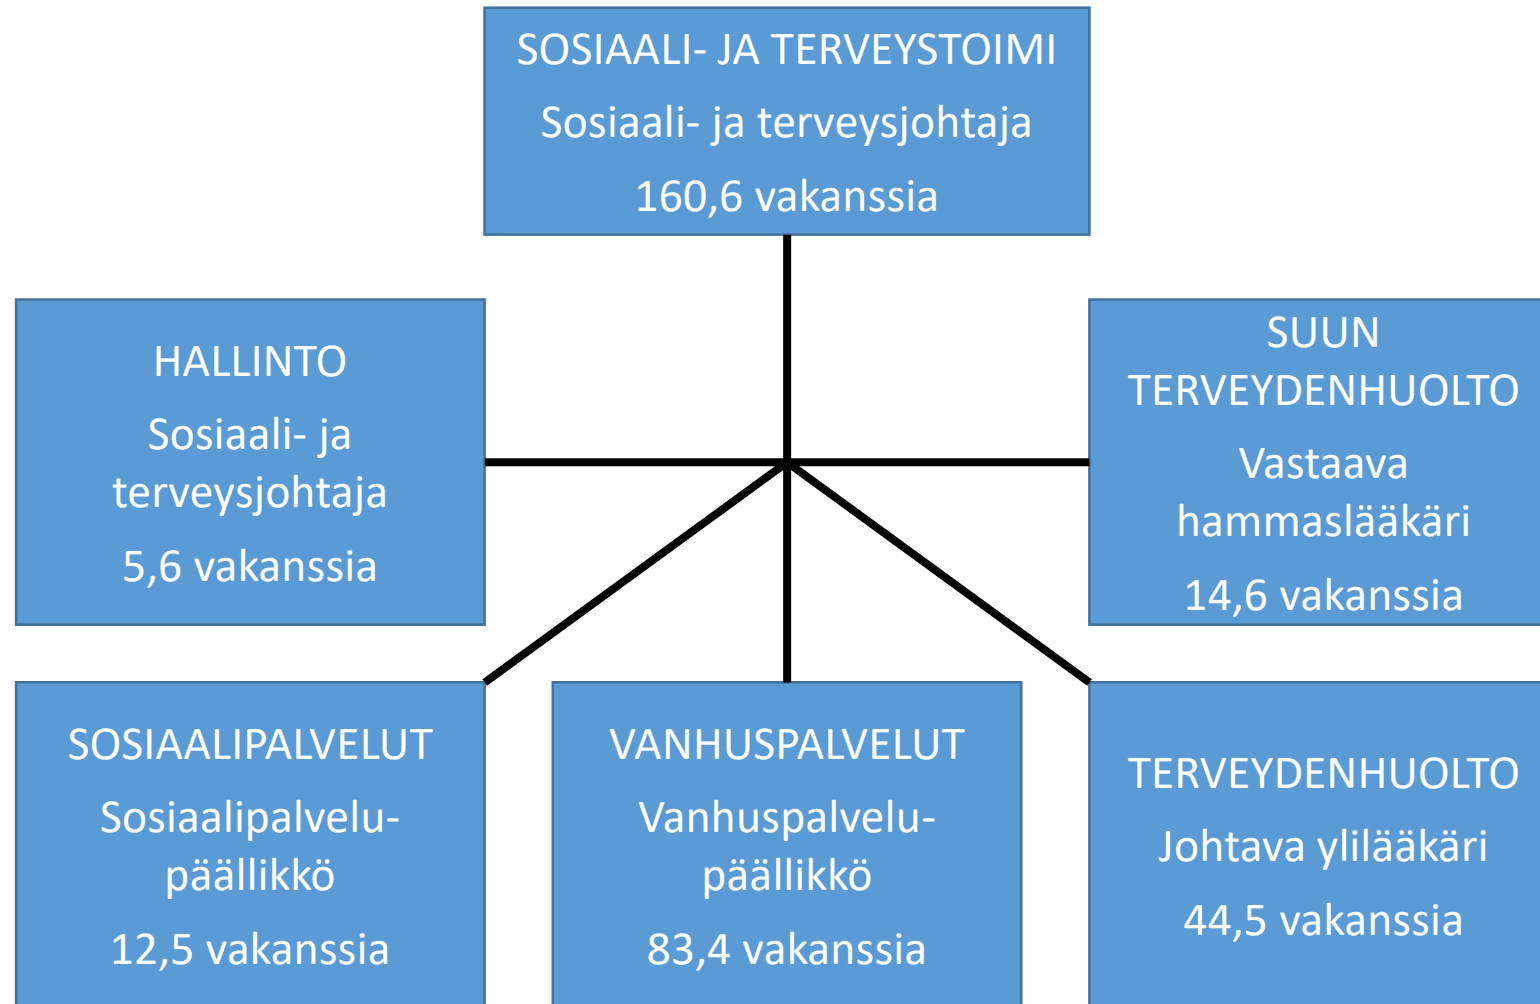 SOSIAALI- JA TERVEYSTOIMI
Sosiaali- ja terveysjohtaja
160,6 vakanssia
HALLINTO
Sosiaali- ja
terveysjohtaja
5,6 vakanssia
SUUN
TERVEYDENHUOLTO
Vastaava
hammaslääkäri
14,6 vakanssia
SOSIAALIPALVELUT
Sosiaalipalvelu-
päällikkö
12,5 vakanssia
VANHUSPALVELUT
Vanhuspalvelu-
päällikkö
83,4 vakanssia
TERVEYDENHUOLTO
Johtava ylilääkäri
44,5 vakanssia